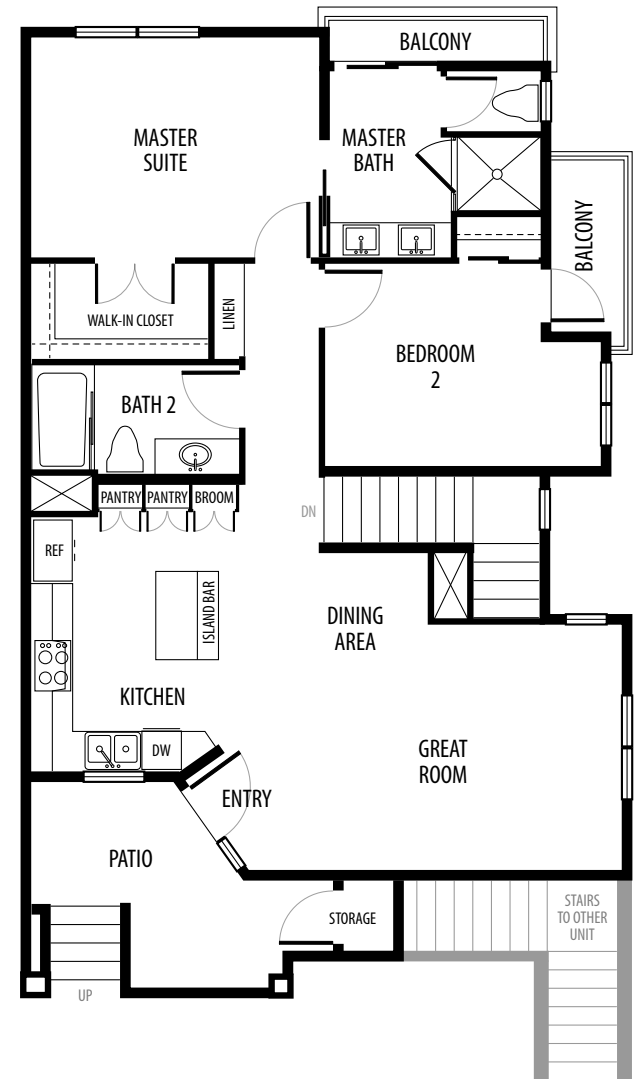 BALCONY
MASTER
SUITE
MASTER
BATH
BALCONY
WALK-IN CLOSET
LINEN
BEDROOM
2
BATH 2
PANTRY
PANTRY
BROOM
DN
REF
ISLAND BAR
DINING
AREA
KITCHEN
DW
GREAT
ROOM
ENTRY
PATIO
STORAGE
STAIRS
TO OTHER
UNIT
UP